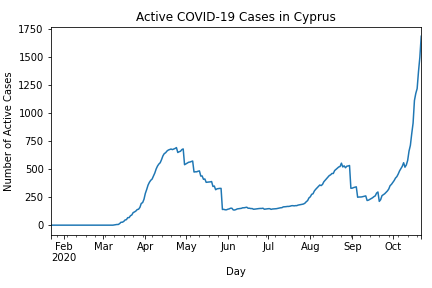 Active COVID-19 Cases in Cyprus
Number of Active Cases
1750
1500
1250
1000
750
500
250
0
Feb Mar Apr May Jun Jul Aug Sep Oct
2020
Day